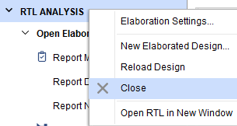 RTL ANALYSIS
Open Elabor
Report M
Report D
Report N
Elaboration Settings...
New Elaborated Design...
Reload Design
Close
Open RTL in New Window